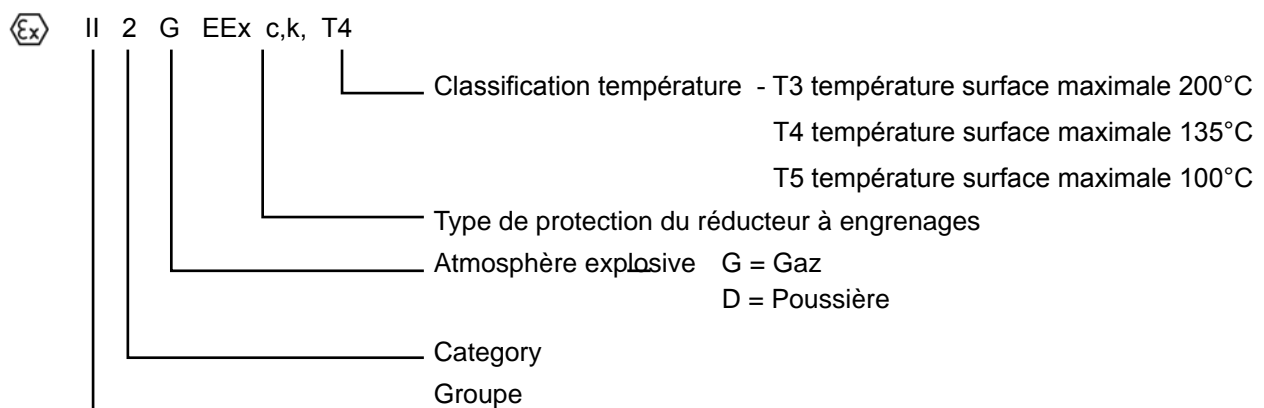 Ex II 2 G EEx c,k, T4
Classification température - T3 température surface maximale 200°C
T4 température surface maximale 135°C
T5 température surface maximale 100°C
Type de protection du réducteur à engrenages
Atmosphère explosive G = Gaz
D = Poussière
Category
Groupe